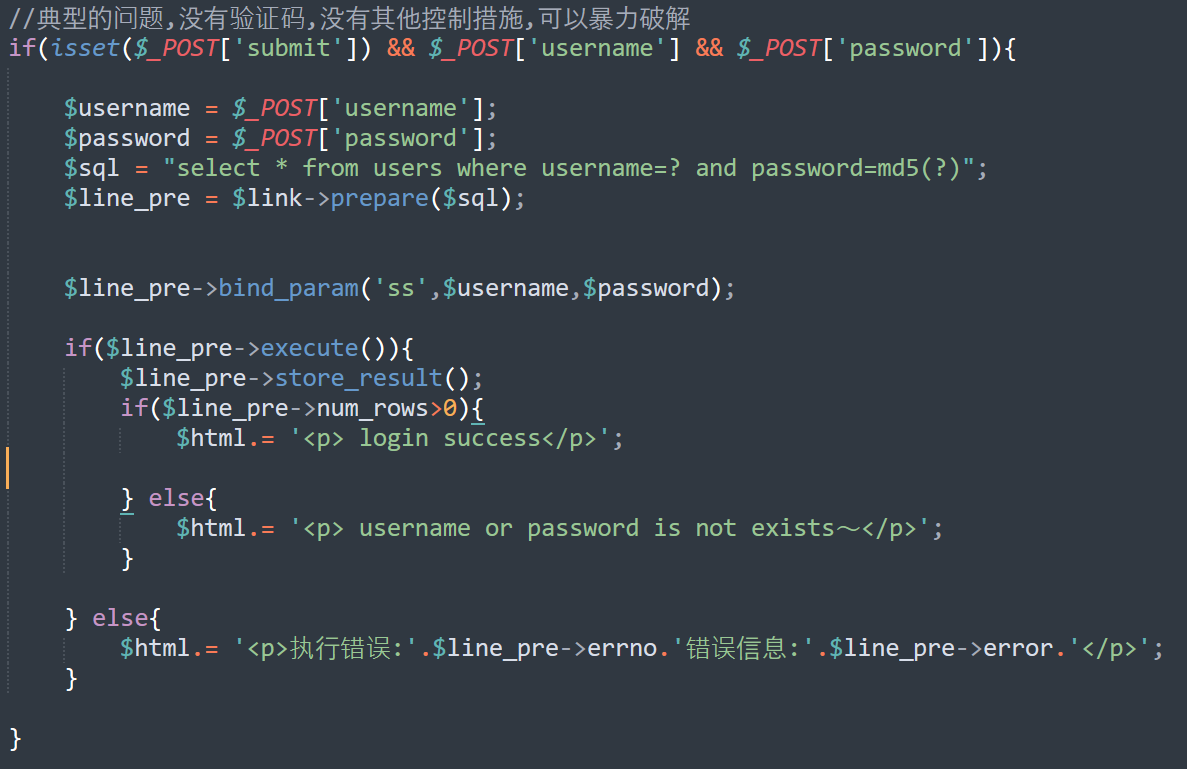 //典型的问题,没有验证码,没有其他控制措施,可以暴力破解
if(isset($_POST['submit']) && $_POST['username'] && $_POST['password']){
$username = $_POST['username'];
$password = $_POST['password'];
$sql = "select * from users where username=? and password=md5(?)";
$line_pre = $link->prepare($sql);
$line_pre->bind_param('ss',$username,$password);
if($line_pre->execute()){
$line_pre->store_result();
if($line_pre->num_rows>0){
$html.= '<p> login success</p>';
} else{
$html.= '<p> username or password is not exists～</p>';
}
} else{
$html.= '<p>执行错误:'.$line_pre->errno.'错误信息:'.$line_pre->error.'</p>';
}
}